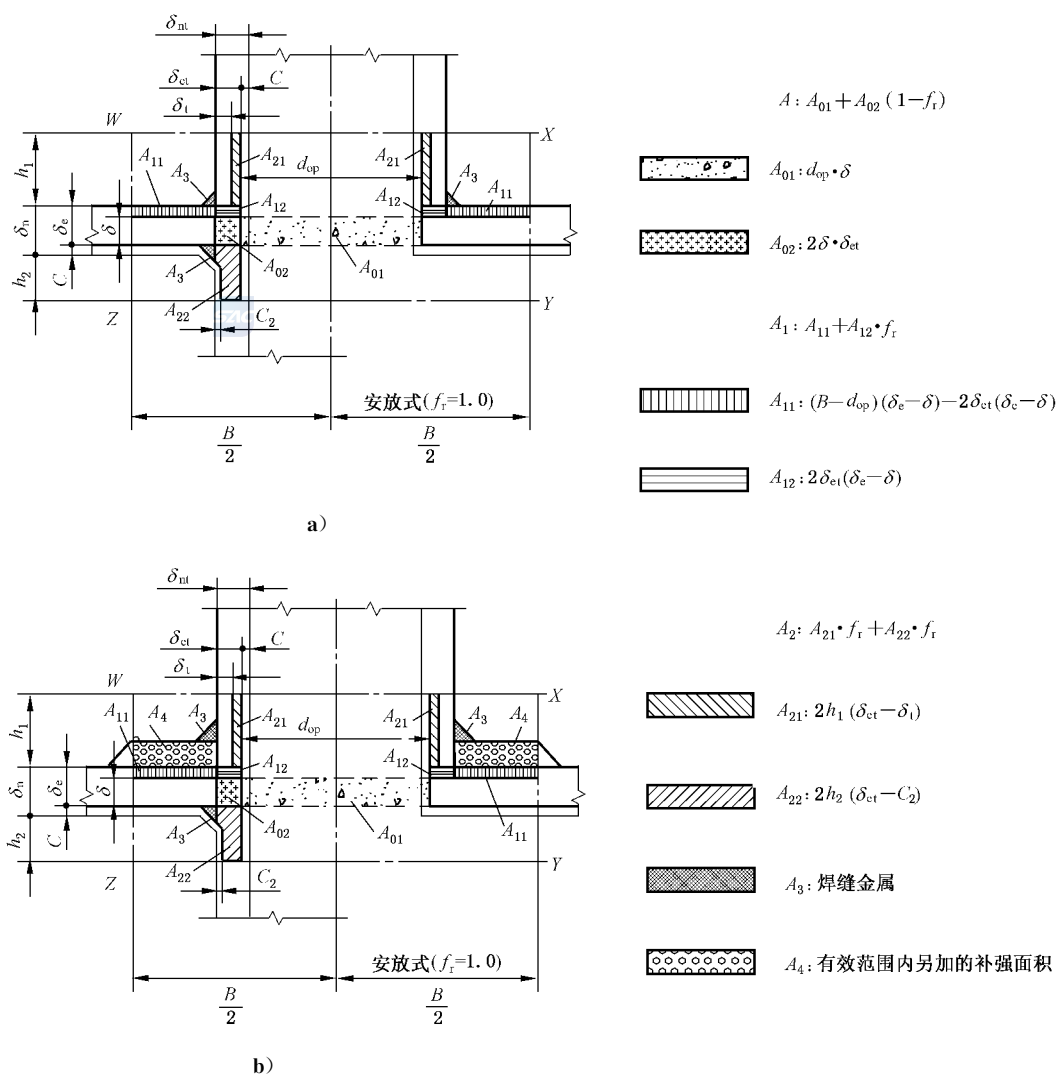 δnt
δet C
δt
W X
A11 A3 A21 dop A21 A3 A11
A12 A12
h1
δn δe δ
h2 C
A3 A02 A01
A22 Y
Z C2
安放式(fr=1.0)
B/2 B/2
a)
A: A01+A02 (1-fr)
A01: dop•δ
A02: 2δ•δet
A1: A11+A12•fr
A11: (B-dop)(δe-δ)-2δet(δe-δ)
A12: 2δet(δe-δ)
δnt
δet C
δt
W X
A11 A4 A3 A21 dop A21 A3 A4
A12 A12
h1
δn δe δ
h2 C
A3 A02 A01 A11
A22 Y
Z C2
安放式(fr=1.0)
B/2 B/2
b)
A2: A21•fr+A22•fr
A21: 2h1 (δet-δt)
A22: 2h2 (δet-C2)
A3: 焊缝金属
A4: 有效范围内另加的补强面积